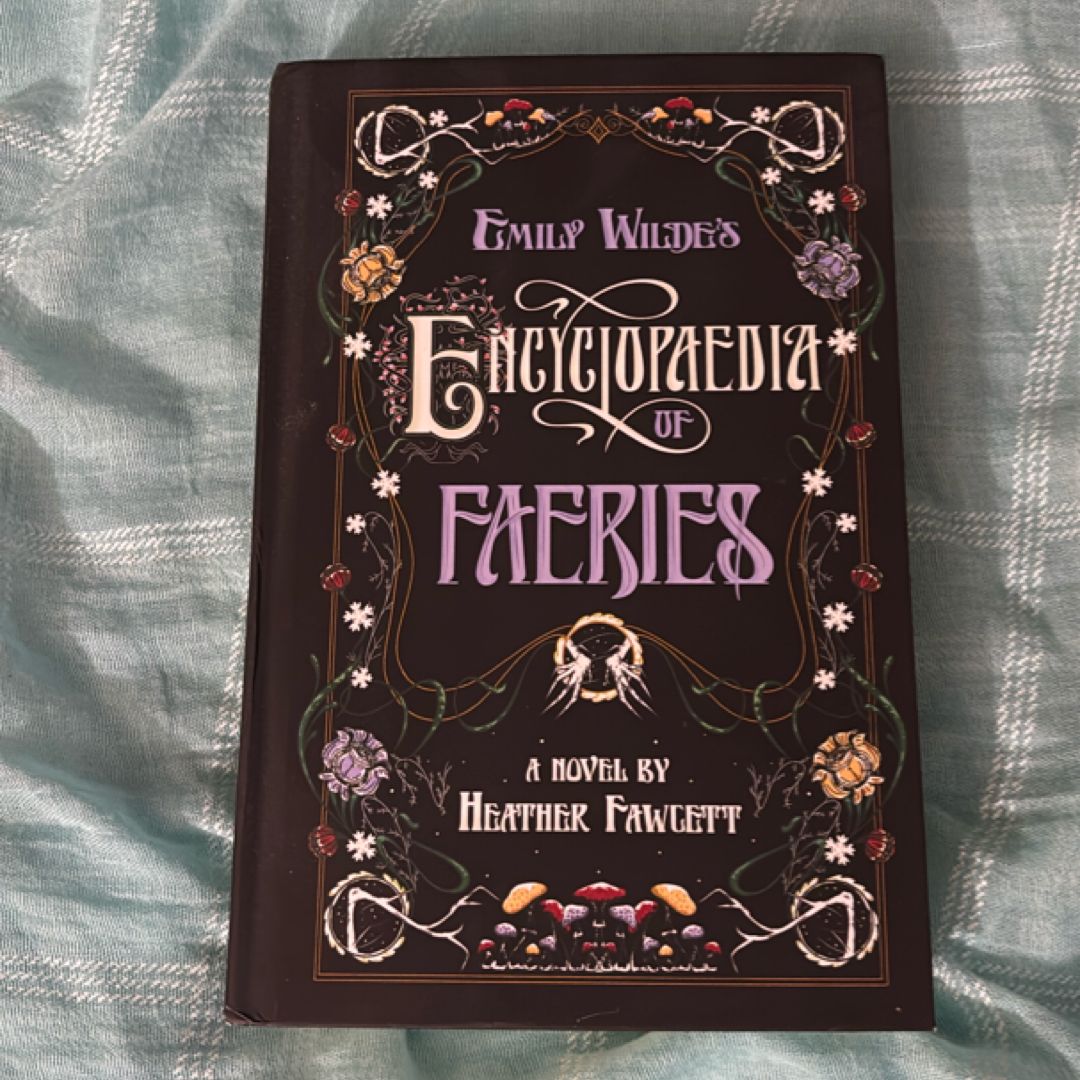 EMILY WILDE'S
ENCYCLOPAEDIA
OF
FAERIES
A NOVEL BY
HEATHER FAWCETT